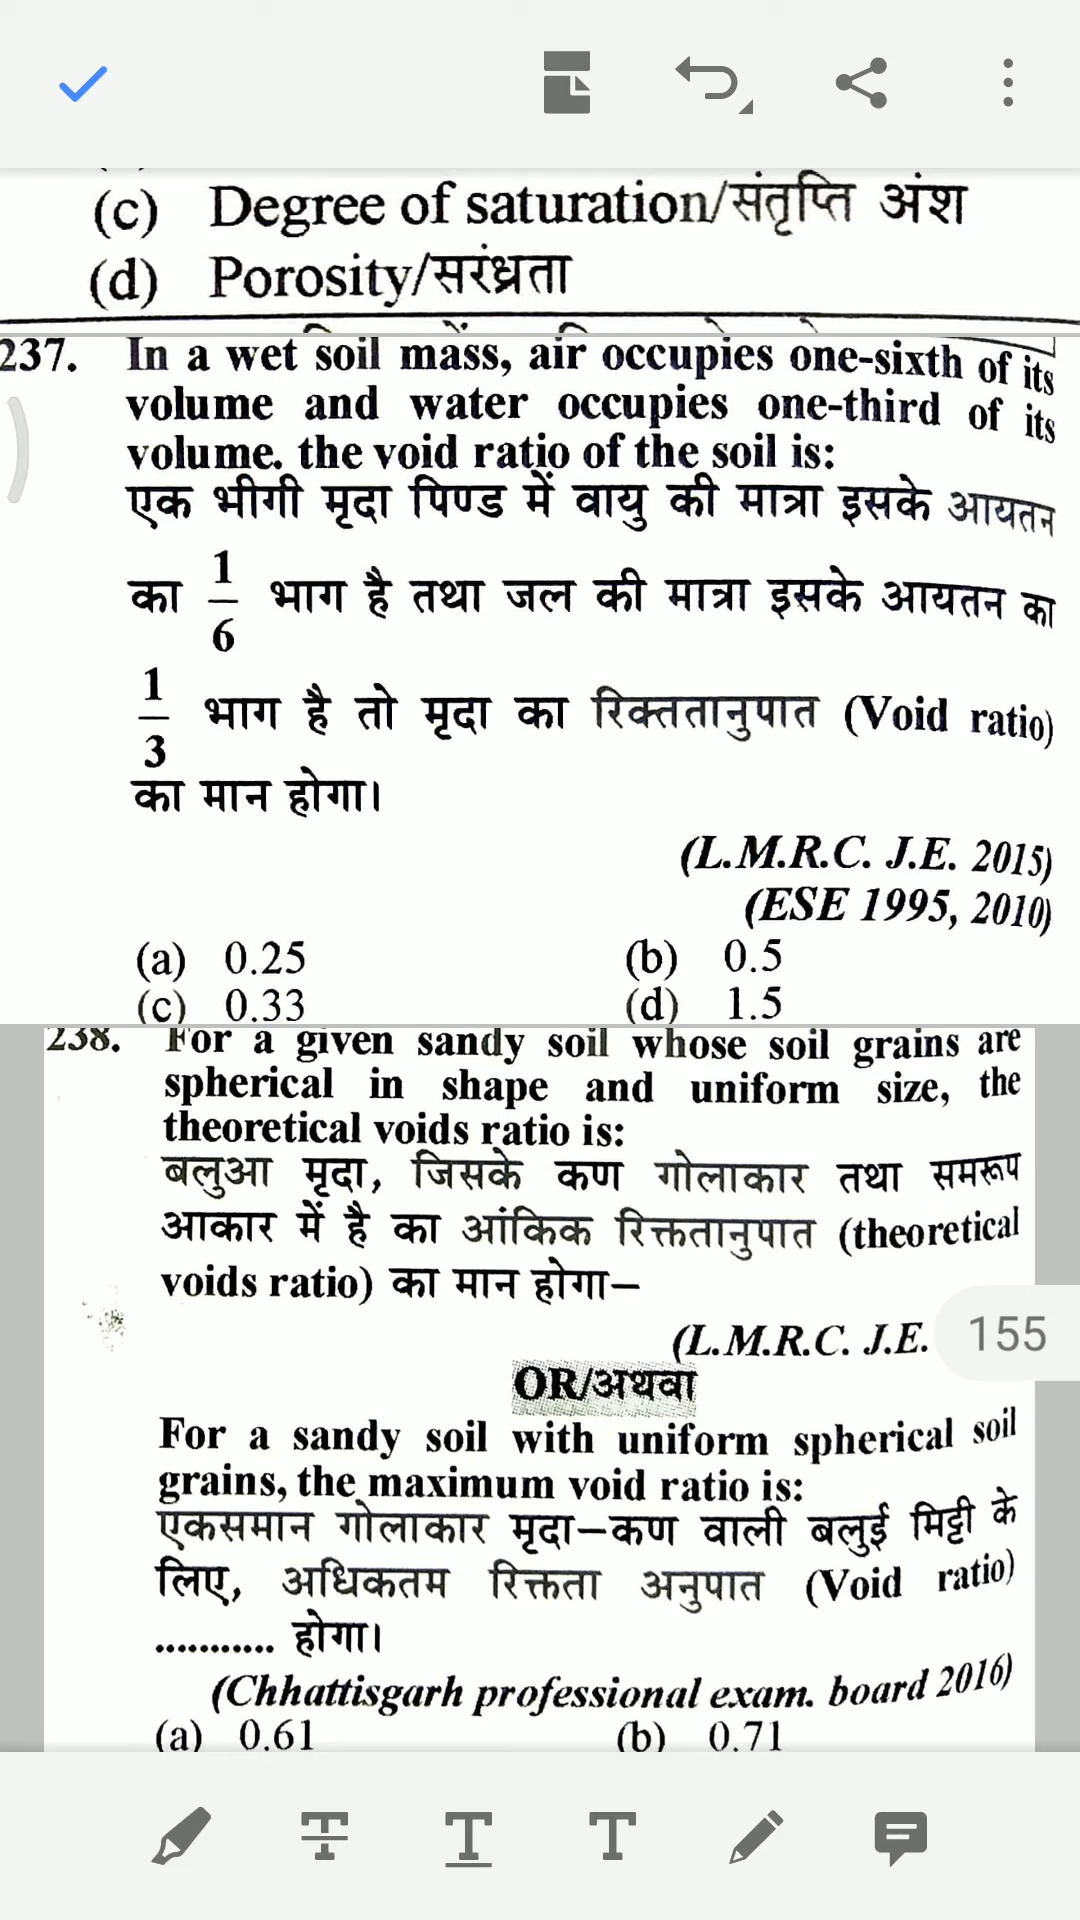 (c) Degree of saturation/संतृप्ति अंश
(d) Porosity/सरंध्रता
237. In a wet soil mass, air occupies one-sixth of its
volume and water occupies one-third of its
volume. the void ratio of the soil is:
एक भीगी मृदा पिण्ड में वायु की मात्रा इसके आयतन
का 1/6 भाग है तथा जल की मात्रा इसके आयतन का
1/3 भाग है तो मृदा का रिक्ततानुपात (Void ratio)
का मान होगा।
(L.M.R.C. J.E. 2015)
(ESE 1995, 2010)
(a) 0.25 (b) 0.5
(c) 0.33 (d) 1.5
238. For a given sandy soil whose soil grains are
spherical in shape and uniform size, the
theoretical voids ratio is:
बलुआ मृदा, जिसके कण गोलाकार तथा समरूप
आकार में है का आंकिक रिक्ततानुपात (theoretical
voids ratio) का मान होगा–
(L.M.R.C. J.E.
155
OR/अथवा
For a sandy soil with uniform spherical soil
grains, the maximum void ratio is:
एकसमान गोलाकार मृदा–कण वाली बलुई मिट्टी के
लिए, अधिकतम रिक्तता अनुपात (Void ratio)
........... होगा।
(Chhattisgarh professional exam. board 2016)
(a) 0.61 (b) 0.71